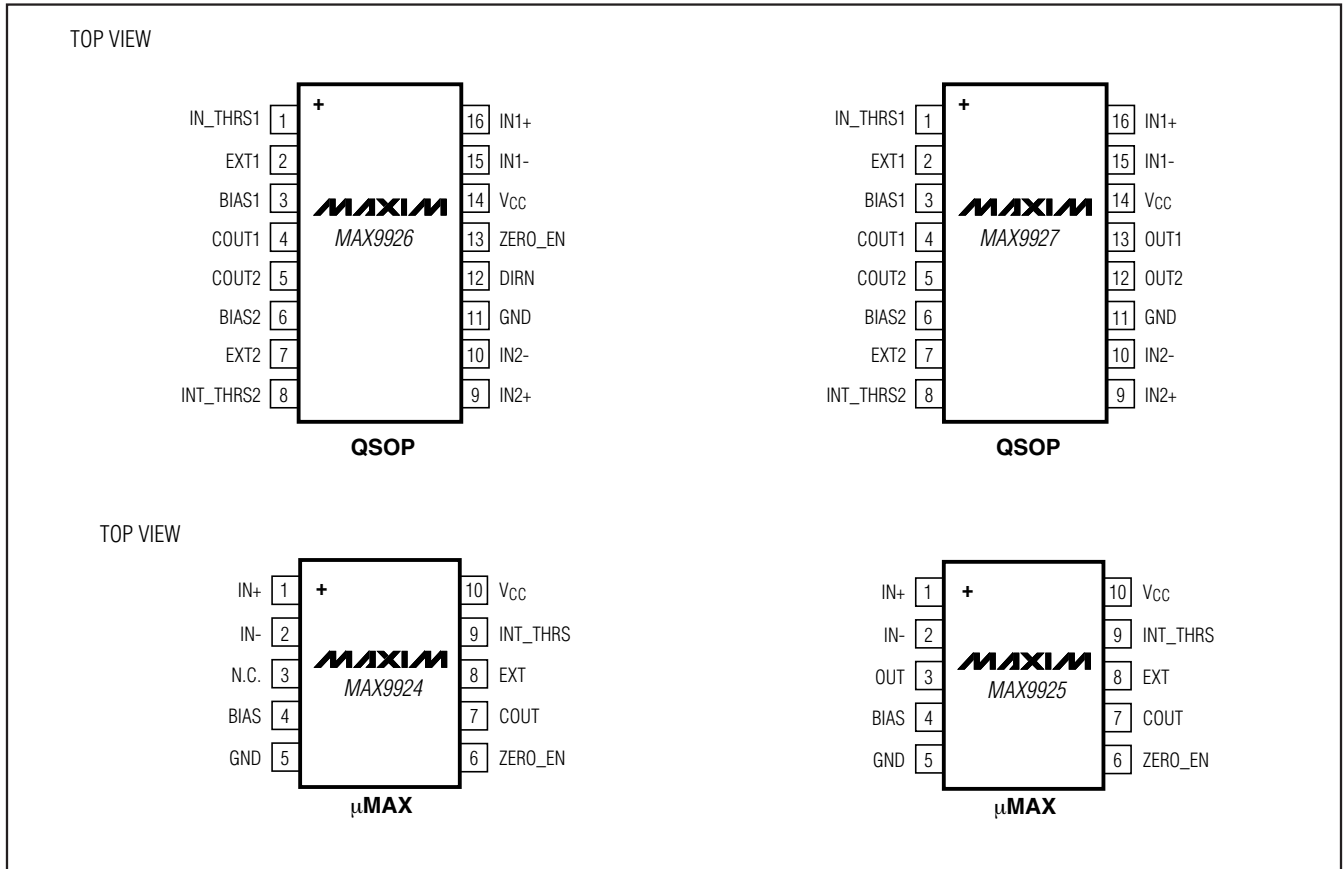 TOP VIEW
+
IN_THRS1 1
EXT1 2
BIAS1 3
COUT1 4
COUT2 5
BIAS2 6
EXT2 7
INT_THRS2 8
MAXIM
MAX9926
16 IN1+
15 IN1-
14 VCC
13 ZERO_EN
12 DIRN
11 GND
10 IN2-
9 IN2+
QSOP
+
IN_THRS1 1
EXT1 2
BIAS1 3
COUT1 4
COUT2 5
BIAS2 6
EXT2 7
INT_THRS2 8
MAXIM
MAX9927
16 IN1+
15 IN1-
14 VCC
13 OUT1
12 OUT2
11 GND
10 IN2-
9 IN2+
QSOP
TOP VIEW
+
IN+ 1
IN- 2
N.C. 3
BIAS 4
GND 5
MAXIM
MAX9924
10 VCC
9 INT_THRS
8 EXT
7 COUT
6 ZERO_EN
μMAX
+
IN+ 1
IN- 2
OUT 3
BIAS 4
GND 5
MAXIM
MAX9925
10 VCC
9 INT_THRS
8 EXT
7 COUT
6 ZERO_EN
μMAX